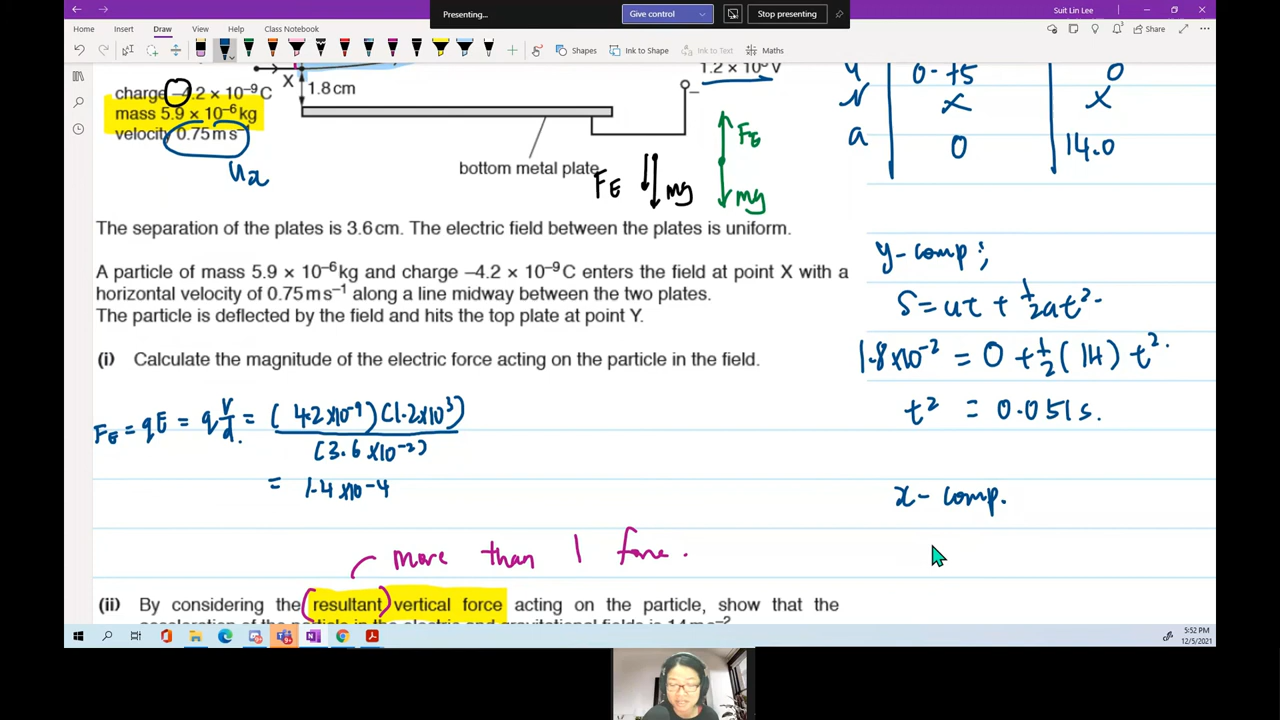 Presenting...
Give control
Stop presenting
Suit Lin Lee
Home Insert Draw View Class Notebook
Share
Shapes Ink to Shape Ink to Text Maths
charge –4.2 × 10–9 C
mass 5.9 × 10–6 kg
velocity 0.75 m s–
ux
X
1.8 cm
bottom metal plate
–
FE mg
FE
mg
0.75 0
V x x
a 0 14.0
The separation of the plates is 3.6 cm. The electric field between the plates is uniform.
A particle of mass 5.9 × 10–6 kg and charge –4.2 × 10–9 C enters the field at point X with a
horizontal velocity of 0.75 m s–1 along a line midway between the two plates.
The particle is deflected by the field and hits the top plate at point Y.
(i) Calculate the magnitude of the electric force acting on the particle in the field.
FE = qE = q V/d = (4.2×10-9)(1.2×103)
(3.6×10-2)
= 1.4×10-4
y-comp;
S = ut + 1/2at2
1.8×10-2 = 0 + 1/2(14) t2
t2 = 0.051s.
x-comp.
more than 1 force.
(ii) By considering the (resultant) vertical force acting on the particle, show that the
5:52 PM
12/5/2021